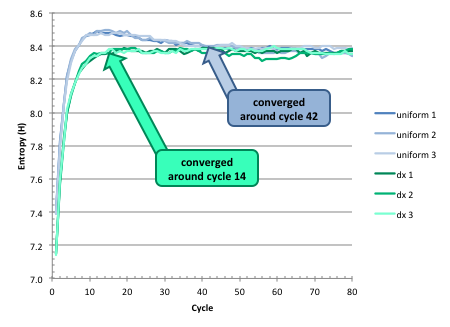 8.6
8.4
8.2
8.0
7.8
7.6
7.4
7.2
7.0
Entropy (H)
0 10 20 30 40 50 60 70 80
Cycle
converged
around cycle 42
converged
around cycle 14
uniform 1
uniform 2
uniform 3
dx 1
dx 2
dx 3